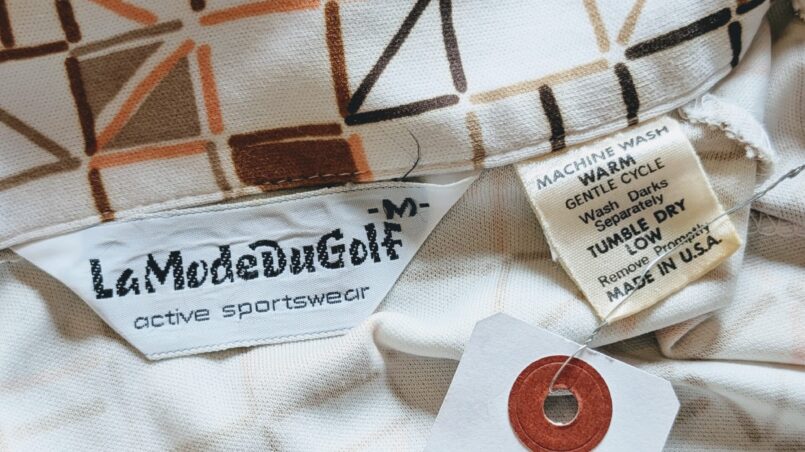 -M-
LaModeDuGolf
active sportswear
MACHINE WASH
WARM
GENTLE CYCLE
Wash Darks
Separately
TUMBLE DRY
LOW
Remove Promptly
MADE IN U.S.A.